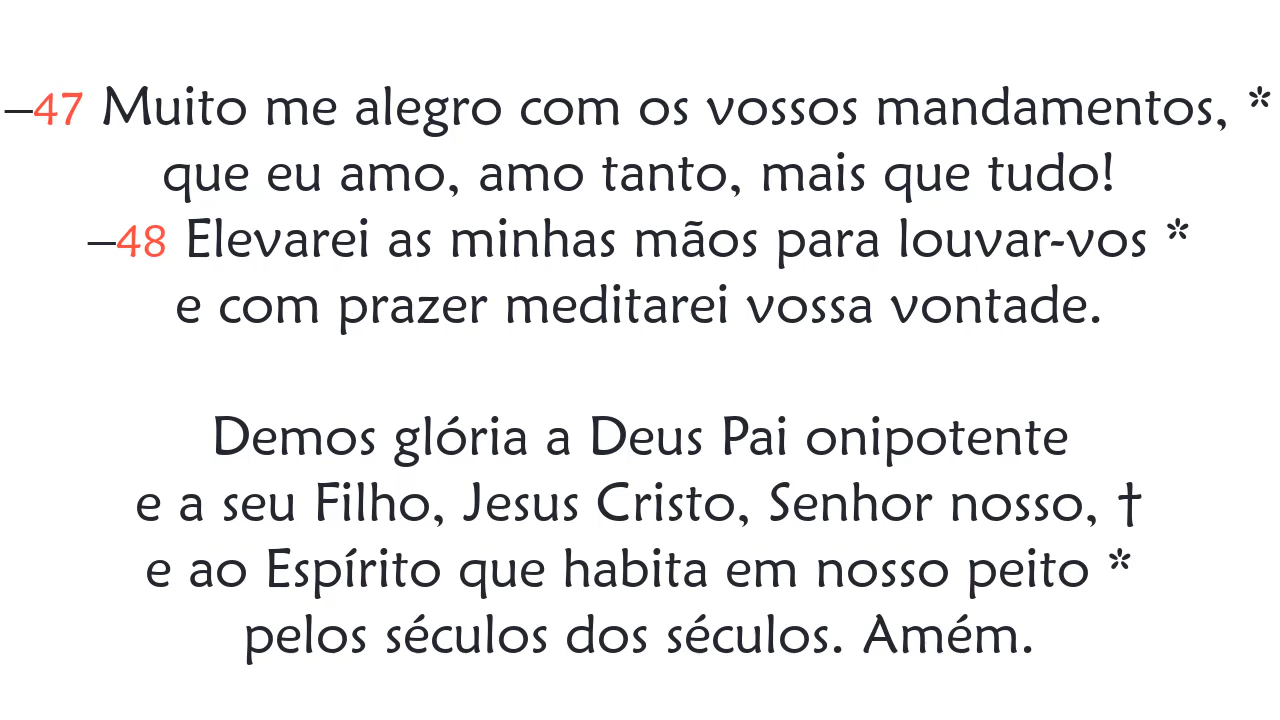 –47 Muito me alegro com os vossos mandamentos, *
que eu amo, amo tanto, mais que tudo!
–48 Elevarei as minhas mãos para louvar-vos *
e com prazer meditarei vossa vontade.
Demos glória a Deus Pai onipotente
e a seu Filho, Jesus Cristo, Senhor nosso, †
e ao Espírito que habita em nosso peito *
pelos séculos dos séculos. Amém.